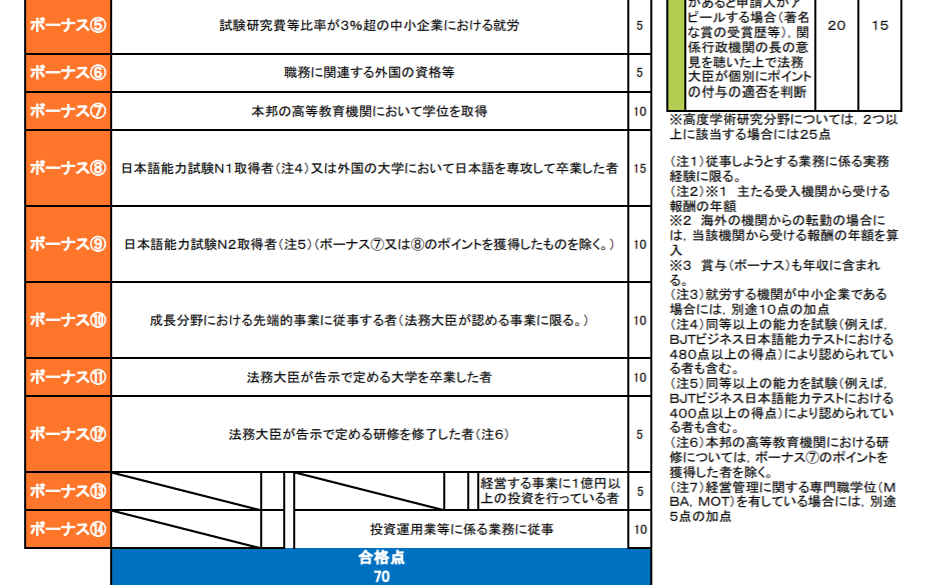 ボーナス⑤ 試験研究費等比率が3%超の中小企業における就労 5
ボーナス⑥ 職務に関連する外国の資格等 5
ボーナス⑦ 本邦の高等教育機関において学位を取得 10
ボーナス⑧ 日本語能力試験N1取得者(注4)又は外国の大学において日本語を専攻して卒業した者 15
ボーナス⑨ 日本語能力試験N2取得者(注5)(ボーナス⑦又は⑧のポイントを獲得したものを除く。) 10
ボーナス⑩ 成長分野における先端的事業に従事する者(法務大臣が認める事業に限る。) 10
ボーナス⑪ 法務大臣が告示で定める大学を卒業した者 10
ボーナス⑫ 法務大臣が告示で定める研修を修了した者(注6) 5
ボーナス⑬ 経営する事業に1億円以
上の投資を行っている者 5
ボーナス⑭ 投資運用業等に係る業務に従事 10
合格点
70
があると申請人がア
ピールする場合(著名
な賞の受賞歴等)、関
係行政機関の長の意
見を聴いた上で法務
大臣が個別にポイント
の付与の適否を判断
20 15
※高度学術研究分野については、2つ以
上に該当する場合には25点
(注1)従事しようとする業務に係る実務
経験に限る。
(注2)※1 主たる受入機関から受ける
報酬の年額
※2 海外の機関からの転勤の場合に
は、当該機関から受ける報酬の年額を算
入
※3 賞与(ボーナス)も年収に含まれ
る。
(注3)就労する機関が中小企業である
場合には、別途10点の加点
(注4)同等以上の能力を試験(例えば、
BJTビジネス日本語能力テストにおける
480点以上の得点)により認められてい
る者も含む。
(注5)同等以上の能力を試験(例えば、
BJTビジネス日本語能力テストにおける
400点以上の得点)により認められてい
る者も含む。
(注6)本邦の高等教育機関における研
修については、ボーナス⑦のポイントを
獲得した者を除く。
(注7)経営管理に関する専門職学位(M
BA、MOT)を有している場合には、別途
5点の加点